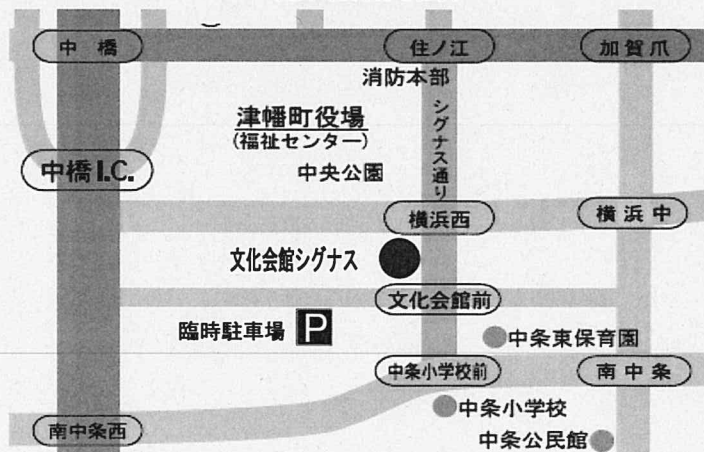 中橋
住ノ江
加賀爪
消防本部
津幡町役場
(福祉センター)
シグナス通り
中央公園
中橋I.C.
横浜西
横浜中
文化会館シグナス
文化会館前
臨時駐車場 P
中条東保育園
中条小学校前
南中条
中条小学校
南中条西
中条公民館